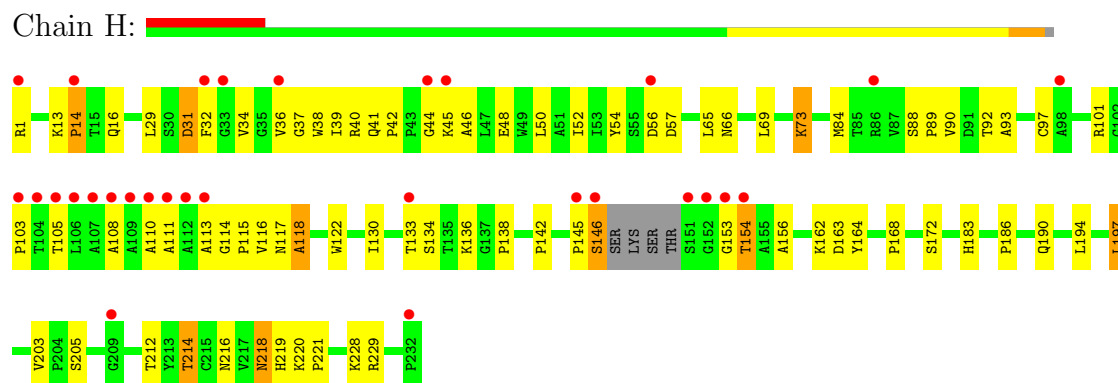 Chain H:
R1 K13 P14 T15 Q16 L29 S30 D31 F32 G33 V34 G35 V36 G37 W38 I39 R40 Q41 P42 P43 G44 K45 A46 L47 E48 W49 L50 A51 I52 I53 Y54 S55 D56 D57 L65 N66 L69 K73 M84 T85 R86 V87 S88 P89 V90 D91 T92 A93 C97 A98 R101
P103 T104 T105 L106 A107 A108 A109 A110 A111 A112 A113 G114 P115 V116 N117 A118 W122 I130 T133 S134 T135 K136 G137 P138 P142 P145 S146 SER LYS SER THR S151 G152 G153 T154 A155 A156 K162 D163 Y164 P168 S172 H183 P186 Q190 L194
V203 P204 S205 G209 T212 Y213 T214 C215 N216 V217 N218 H219 K220 P221 K228 R229 P232